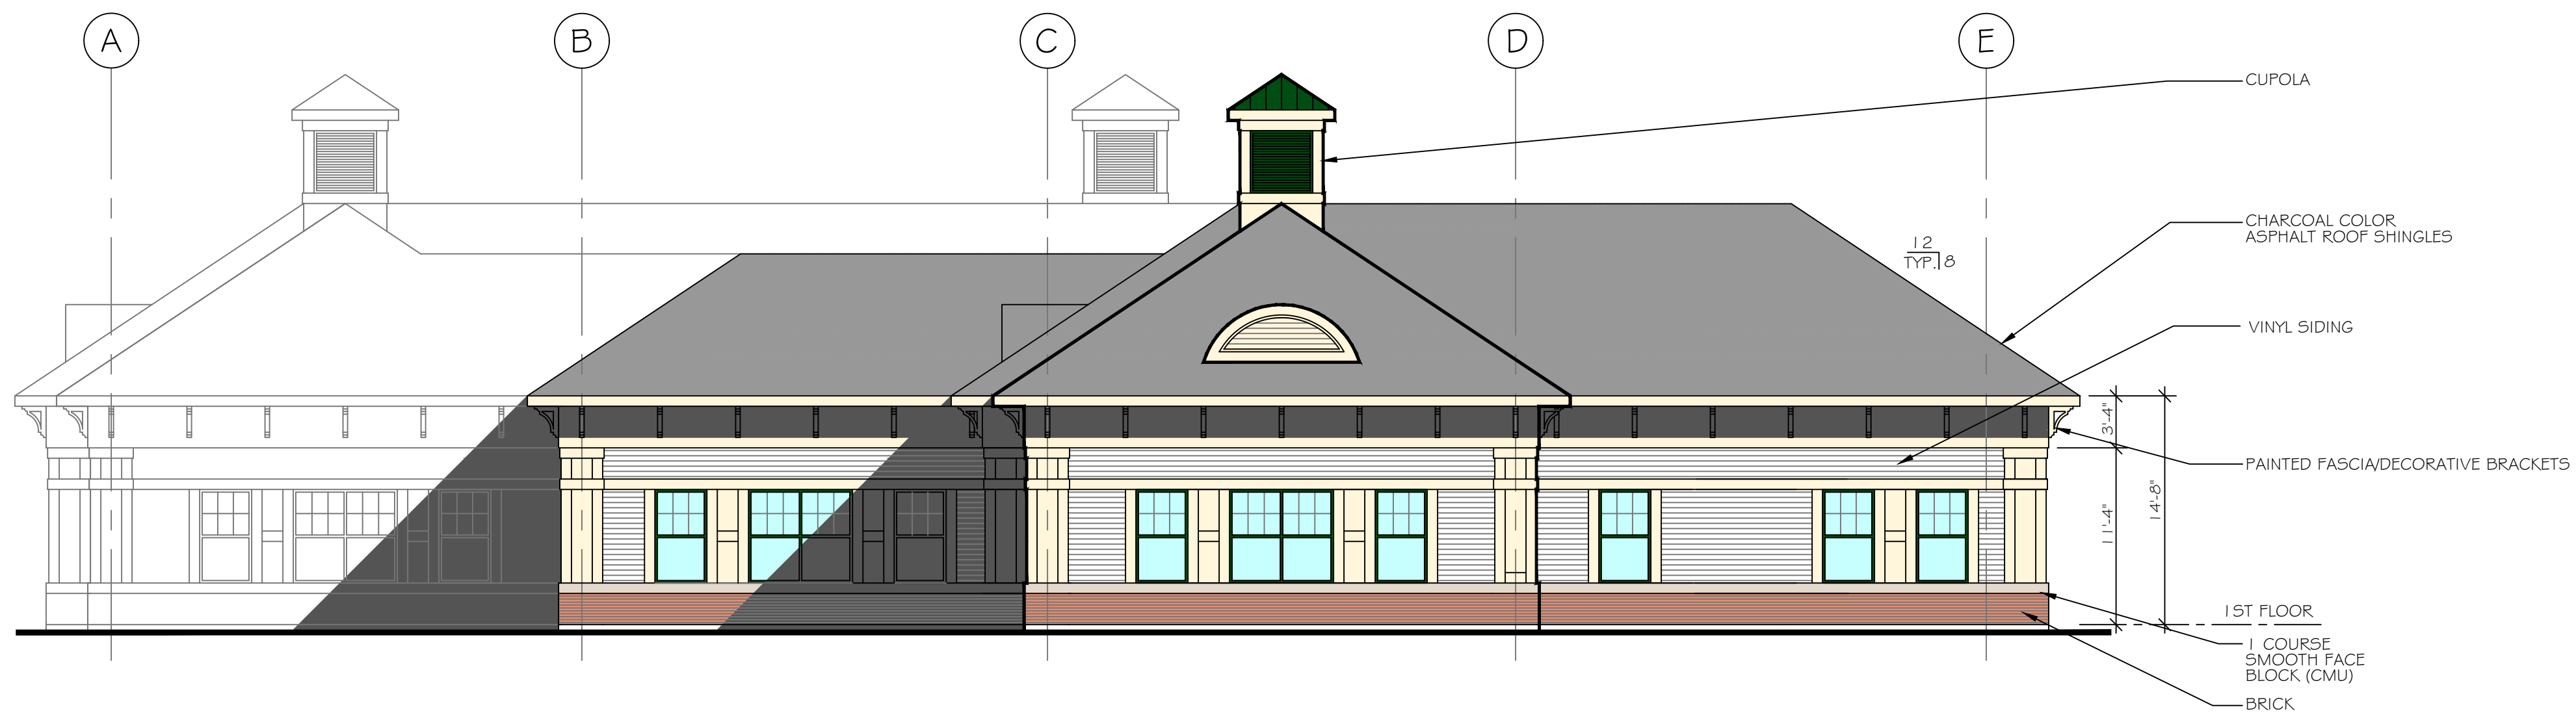 A
B
C
D
E
CUPOLA
CHARCOAL COLOR
ASPHALT ROOF SHINGLES
12
TYP. 8
VINYL SIDING
3'-4"
14'-8"
11'-4"
PAINTED FASCIA/DECORATIVE BRACKETS
1ST FLOOR
1 COURSE
SMOOTH FACE
BLOCK (CMU)
BRICK